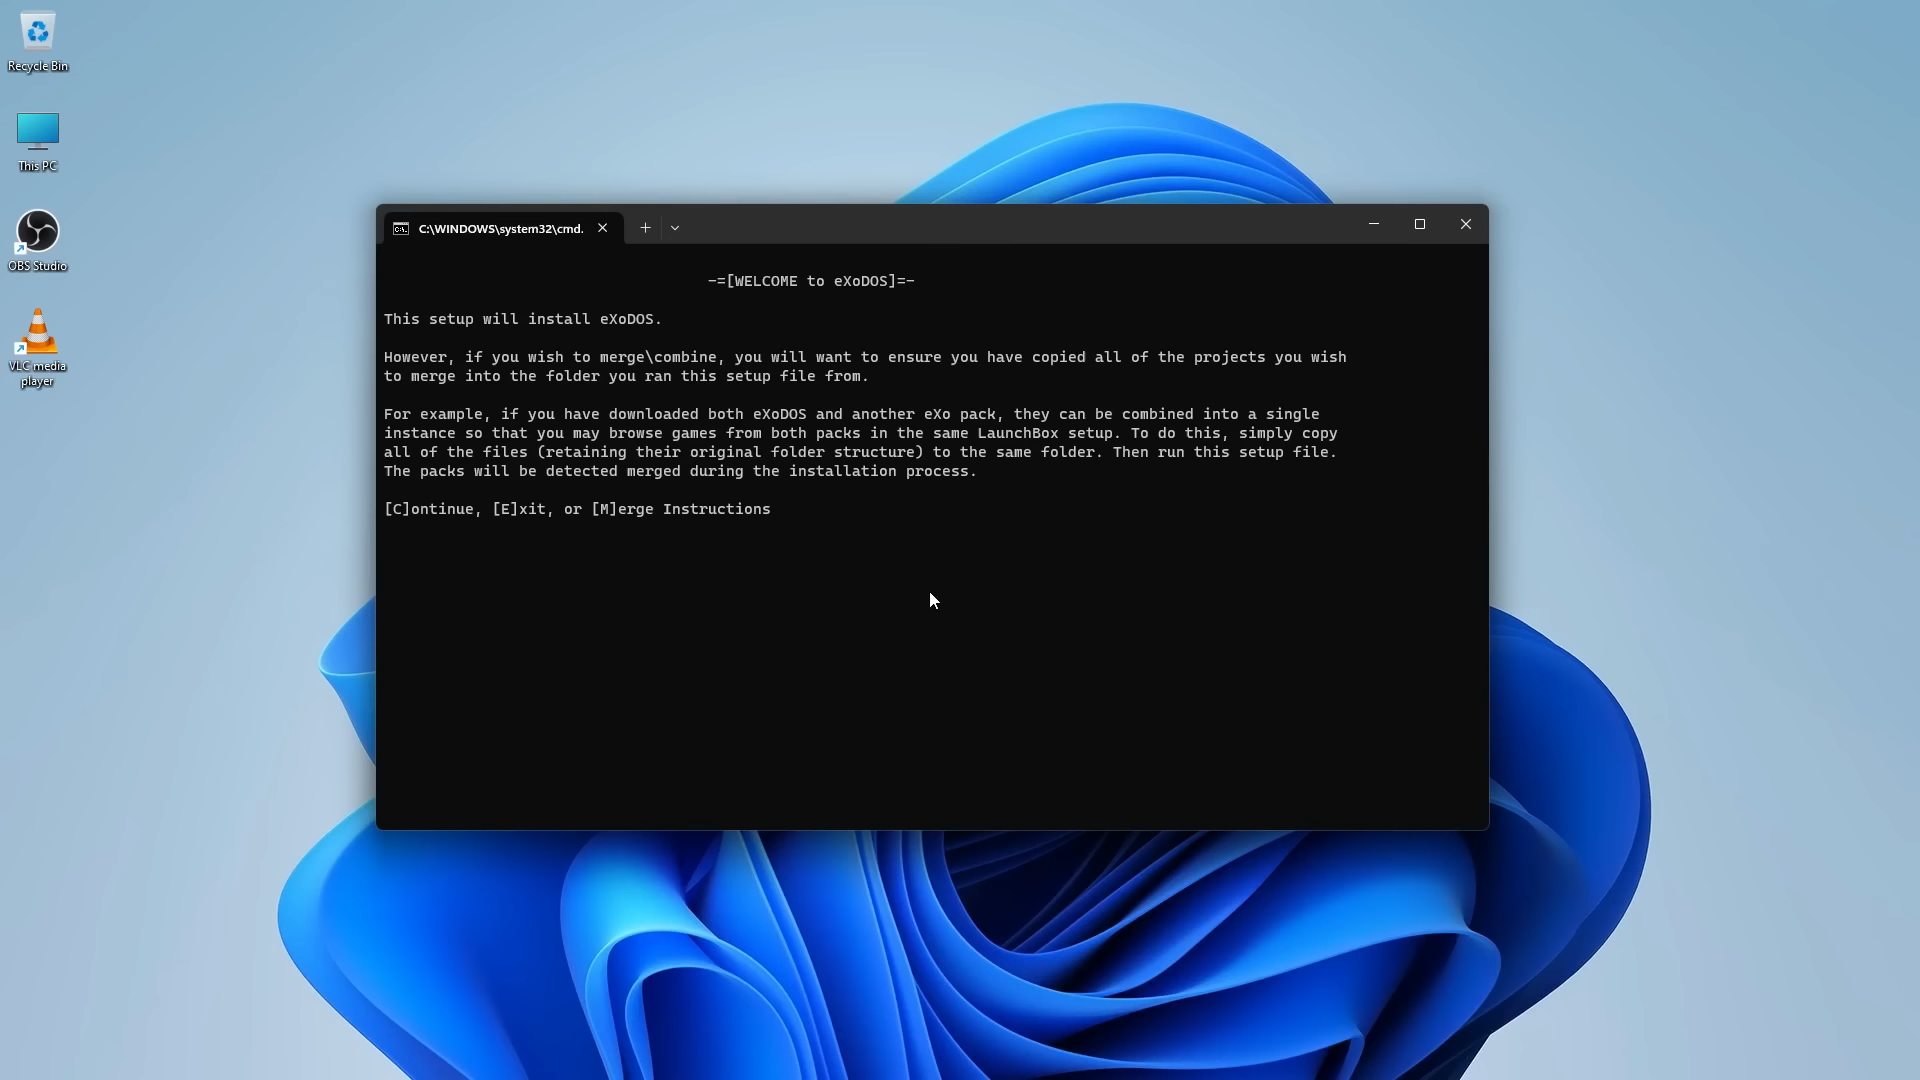 Recycle Bin
This PC
OBS Studio
VLC media
player
C:\WINDOWS\system32\cmd.
-=[WELCOME to eXoDOS]=-
This setup will install eXoDOS.
However, if you wish to merge\combine, you will want to ensure you have copied all of the projects you wish
to merge into the folder you ran this setup file from.
For example, if you have downloaded both eXoDOS and another eXo pack, they can be combined into a single
instance so that you may browse games from both packs in the same LaunchBox setup. To do this, simply copy
all of the files (retaining their original folder structure) to the same folder. Then run this setup file.
The packs will be detected merged during the installation process.
[C]ontinue, [E]xit, or [M]erge Instructions